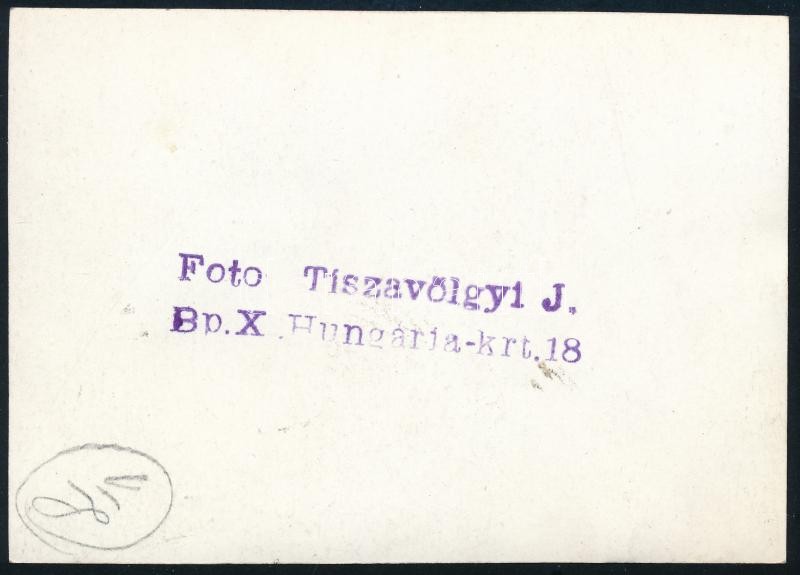 Foto Tiszavölgyi J.
Bp.X.Hungária-krt.18